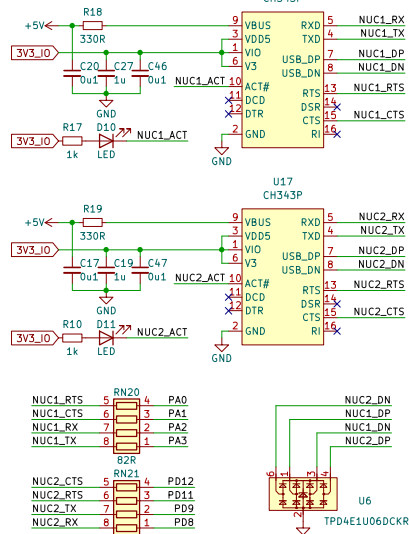 CH343P
R18
+5V
330R
3V3_IO
C20
0u1
C27
1u
C46
0u1
GND
NUC1_ACT
9 VBUS
3 VDD5
1 VIO
6 V3
10 ACT#
11 DCD
12 DTR
2 GND
RXD 5 NUC1_RX
TXD 4 NUC1_TX
USB_DP 7 NUC1_DP
USB_DN 8 NUC1_DN
RTS 13 NUC1_RTS
DSR 14
CTS 15 NUC1_CTS
RI 16
GND
R17 D10
3V3_IO NUC1_ACT
1k LED
U17
CH343P
R19
+5V
330R
3V3_IO
C17
0u1
C19
1u
C47
0u1
GND
NUC2_ACT
9 VBUS
3 VDD5
1 VIO
6 V3
10 ACT#
11 DCD
12 DTR
2 GND
RXD 5 NUC2_RX
TXD 4 NUC2_TX
USB_DP 7 NUC2_DP
USB_DN 8 NUC2_DN
RTS 13 NUC2_RTS
DSR 14
CTS 15 NUC2_CTS
RI 16
GND
R10 D11
3V3_IO NUC2_ACT
1k LED
RN20
NUC1_RTS 5 4 PA0
NUC1_CTS 6 3 PA1
NUC1_RX 7 2 PA2
NUC1_TX 8 1 PA3
82R
RN21
NUC2_CTS 5 4 PD12
NUC2_RTS 6 3 PD11
NUC2_TX 7 2 PD9
NUC2_RX 8 1 PD8
NUC2_DN
NUC1_DP
NUC1_DN
NUC2_DP
6 1 3 4
2
U6
TPD4E1U06DCKR